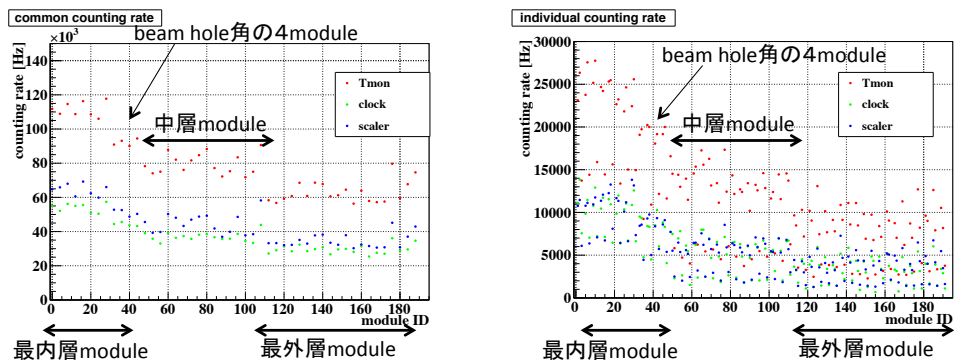 common counting rate
×10³
counting rate [Hz]
140
120
100
80
60
40
20
0
0 20 40 60 80 100 120 140 160 180
module ID
beam hole角の4module
Tmon
clock
scaler
中層module
最内層module
最外層module
individual counting rate
counting rate [Hz]
30000
25000
20000
15000
10000
5000
0
0 20 40 60 80 100 120 140 160 180
module ID
beam hole角の4module
Tmon
clock
scaler
中層module
最内層module
最外層module